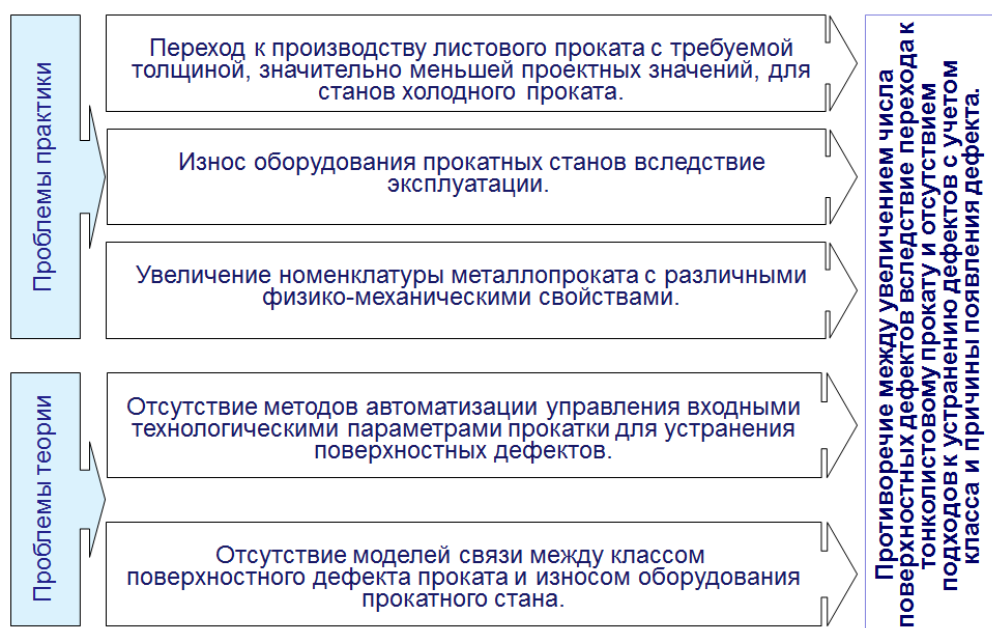 Проблемы практики
Переход к производству листового проката с требуемой
толщиной, значительно меньшей проектных значений, для
станов холодного проката.
Износ оборудования прокатных станов вследствие
эксплуатации.
Увеличение номенклатуры металлопроката с различными
физико-механическими свойствами.
Проблемы теории
Отсутствие методов автоматизации управления входными
технологическими параметрами прокатки для устранения
поверхностных дефектов.
Отсутствие моделей связи между классом
поверхностного дефекта проката и износом оборудования
прокатного стана.
Противоречие между увеличением числа
поверхностных дефектов вследствие перехода к
тонколистовому прокату и отсутствием
подходов к устранению дефектов с учетом
класса и причины появления дефекта.